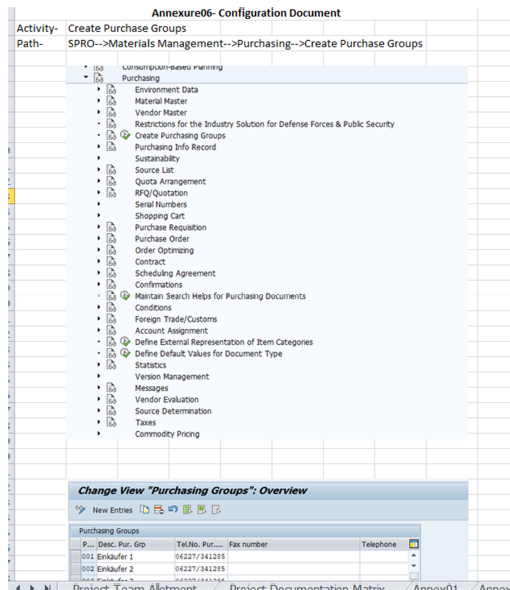 Annexure06- Configuration Document
Activity- Create Purchase Groups
Path- SPRO-->Materials Management-->Purchasing-->Create Purchase Groups
Consumption-Based Planning
Purchasing
Environment Data
Material Master
Vendor Master
Restrictions for the Industry Solution for Defense Forces & Public Security
Create Purchasing Groups
Purchasing Info Record
Sustainability
Source List
Quota Arrangement
RFQ/Quotation
Serial Numbers
Shopping Cart
Purchase Requisition
Purchase Order
Order Optimizing
Contract
Scheduling Agreement
Confirmations
Maintain Search Helps for Purchasing Documents
Conditions
Foreign Trade/Customs
Account Assignment
Define External Representation of Item Categories
Define Default Values for Document Type
Statistics
Version Management
Messages
Vendor Evaluation
Source Determination
Taxes
Commodity Pricing
Change View "Purchasing Groups": Overview
New Entries
Purchasing Groups
P... Desc. Pur. Grp Tel.No. Pur.... Fax number Telephone
001 Einkäufer 1 06227/341285
002 Einkäufer 2 06227/341285
Project Team Allotment Project Documentation Matrix Annex01 Annex